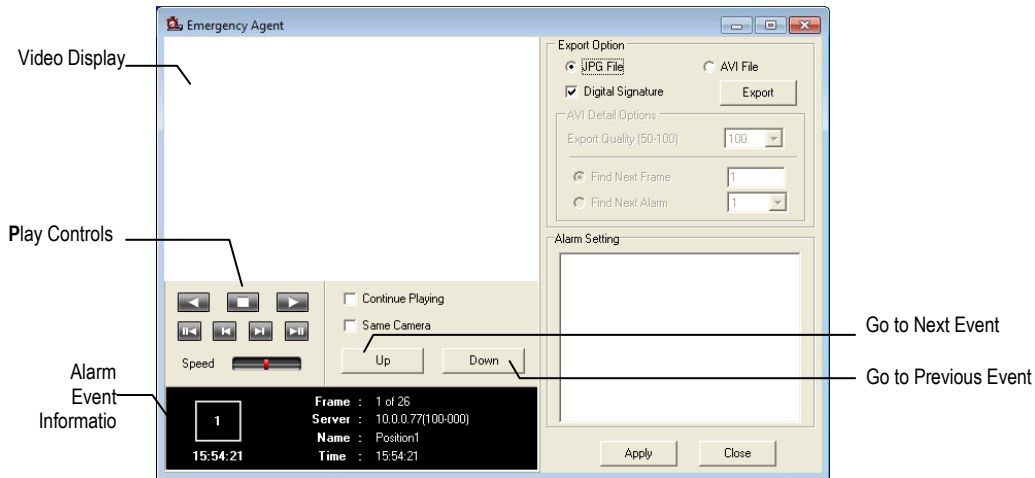 Emergency Agent
Video Display
Export Option
JPG File
AVI File
Digital Signature
Export
AVI Detail Options
Export Quality (50-100)
100
Find Next Frame
1
Find Next Alarm
1
Play Controls
Alarm Setting
Continue Playing
Same Camera
Go to Next Event
Speed
Up
Down
Go to Previous Event
Alarm
Event
Informatio
1
15:54:21
Frame : 1 of 26
Server : 10.0.0.77(100-000)
Name : Position1
Time : 15:54:21
Apply
Close